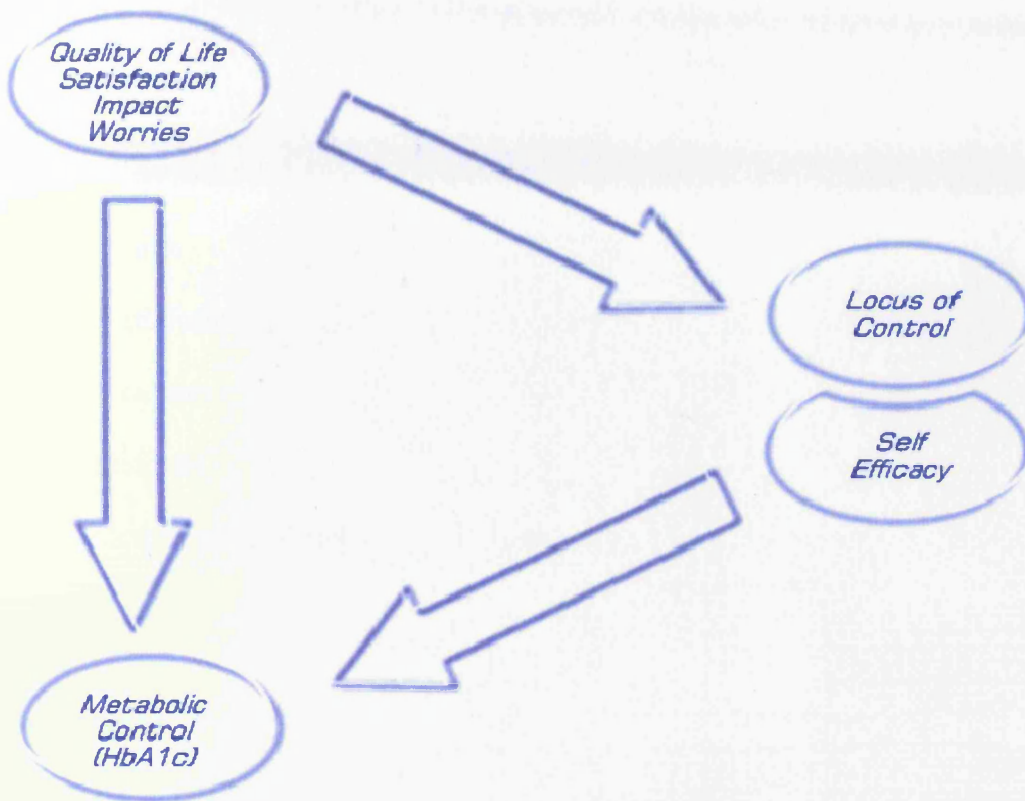 Quality of Life
Satisfaction
Impact
Worries
Locus of
Control
Self
Efficacy
Metabolic
Control
(HbA1c)